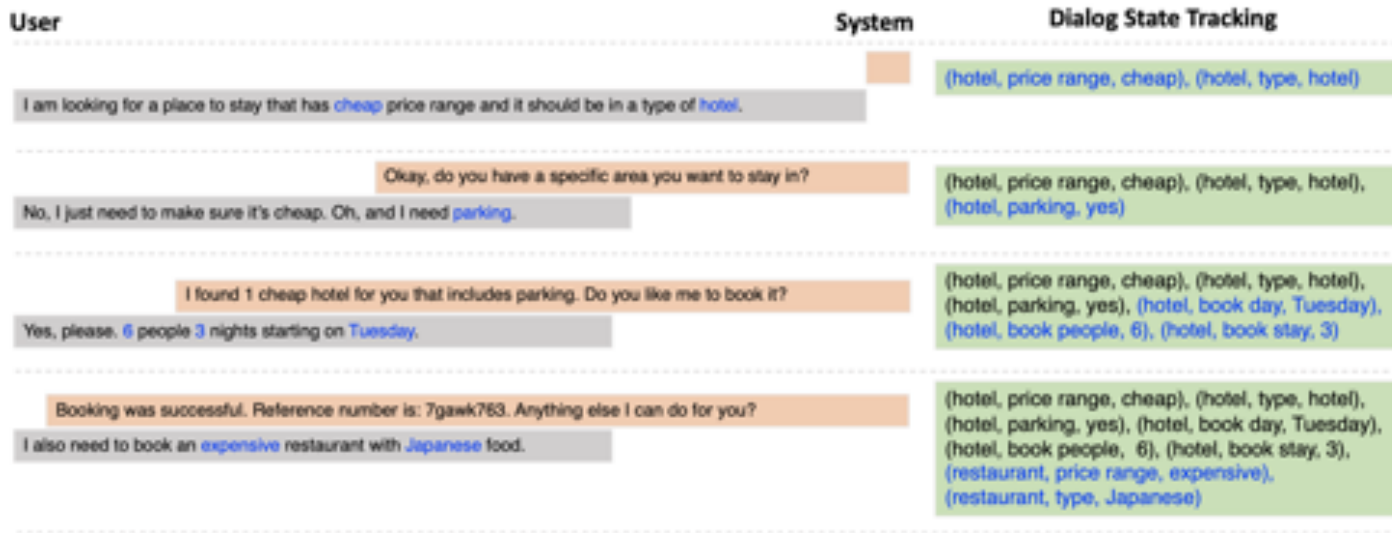 User
System
Dialog State Tracking
(hotel, price range, cheap), (hotel, type, hotel)
I am looking for a place to stay that has cheap price range and it should be in a type of hotel.
Okay, do you have a specific area you want to stay in?
No, I just need to make sure it's cheap. Oh, and I need parking.
(hotel, price range, cheap), (hotel, type, hotel),
(hotel, parking, yes)
I found 1 cheap hotel for you that includes parking. Do you like me to book it?
Yes, please. 6 people 3 nights starting on Tuesday.
(hotel, price range, cheap), (hotel, type, hotel),
(hotel, parking, yes), (hotel, book day, Tuesday),
(hotel, book people, 6), (hotel, book stay, 3)
Booking was successful. Reference number is: 7gawk763. Anything else I can do for you?
I also need to book an expensive restaurant with Japanese food.
(hotel, price range, cheap), (hotel, type, hotel),
(hotel, parking, yes), (hotel, book day, Tuesday),
(hotel, book people, 6), (hotel, book stay, 3),
(restaurant, price range, expensive),
(restaurant, type, Japanese)